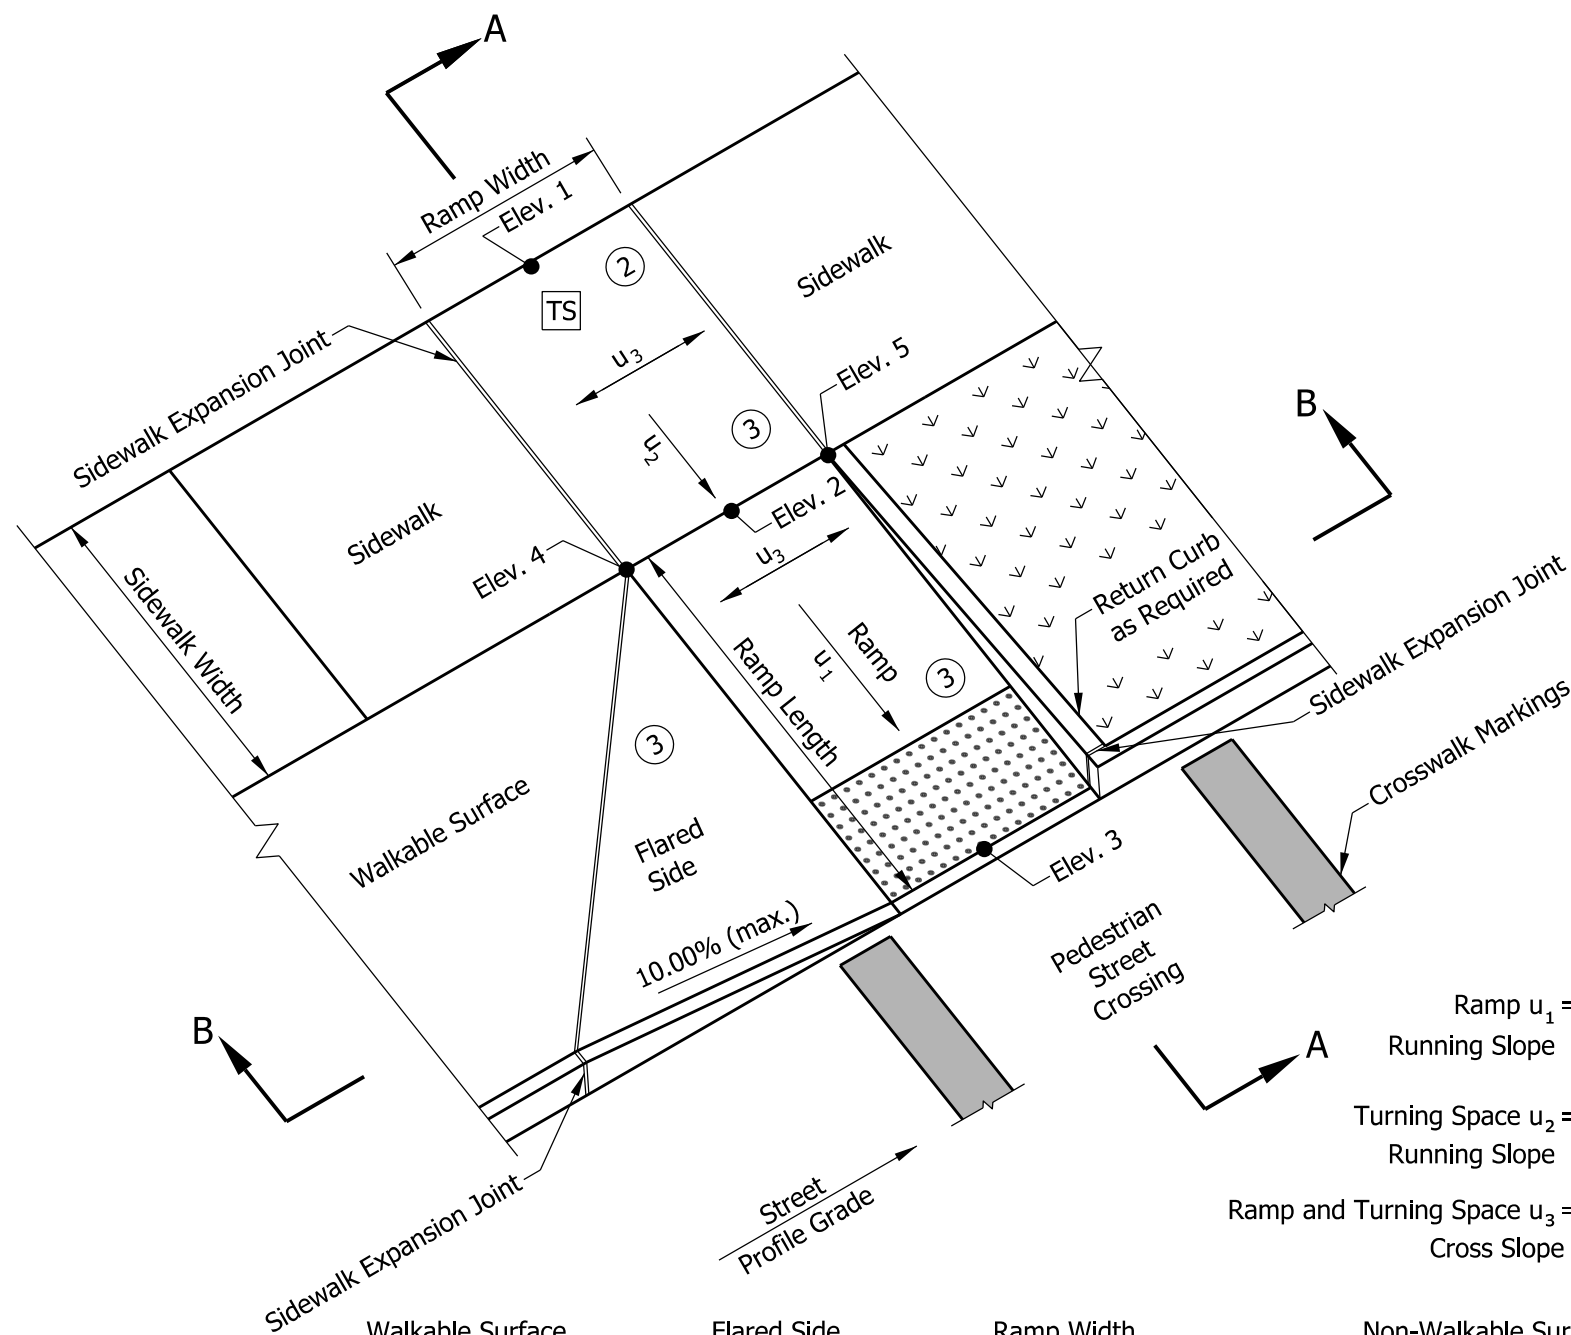 A
Ramp Width
Elev. 1
2
TS
Sidewalk
Sidewalk Expansion Joint
u3
Elev. 5
B
u2
3
Sidewalk
Elev. 2
Elev. 4
u3
Sidewalk Width
Return Curb
as Required
Sidewalk Expansion Joint
Ramp Length
Ramp
u1
3
3
Crosswalk Markings
Walkable Surface
Flared
Side
Elev. 3
10.00% (max.)
Pedestrian
Street
Crossing
B
A
Ramp u1 =
Running Slope
Turning Space u2 =
Running Slope
Sidewalk Expansion Joint
Street
Profile Grade
Ramp and Turning Space u3 =
Cross Slope
Walkable Surface
Flared Side
Ramp Width
Non-Walkable Sur